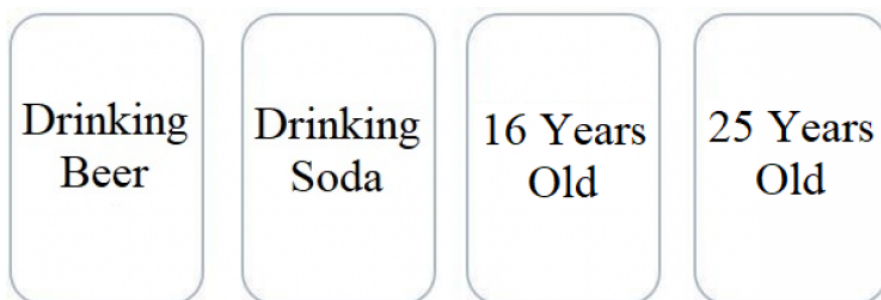 Drinking
Beer
Drinking
Soda
16 Years
Old
25 Years
Old